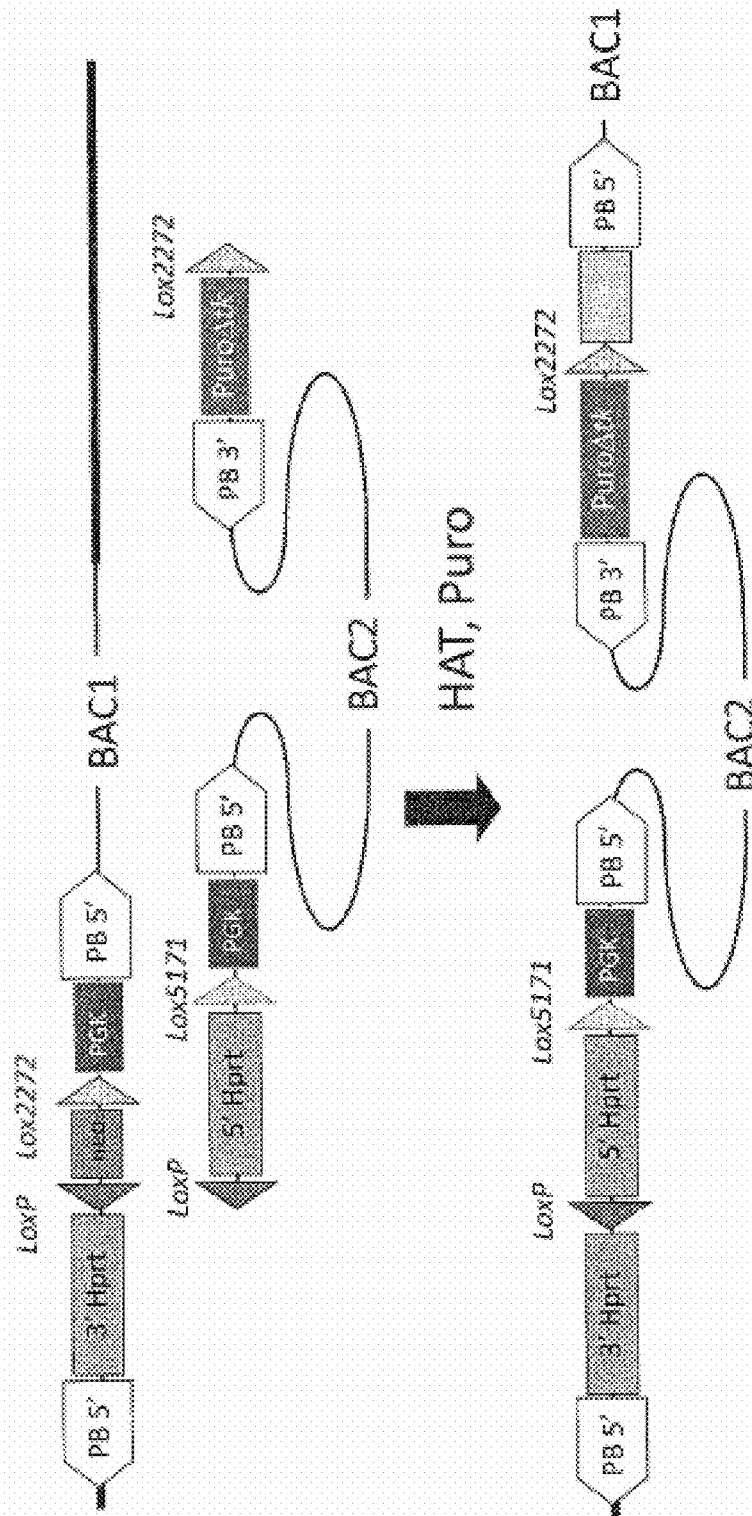 LoxP Lox2272
PB 5' 3' Hprt neo PGK PB 5' BAC1
LoxP Lox5171 Lox2272
5' Hprt PGK PB 5' PB 3' PuroΔtk
BAC2
HAT, Puro
LoxP Lox5171 Lox2272
PB 5' 3' Hprt 5' Hprt PGK PB 5' PB 3' PuroΔtk PB 5' BAC1
BAC2